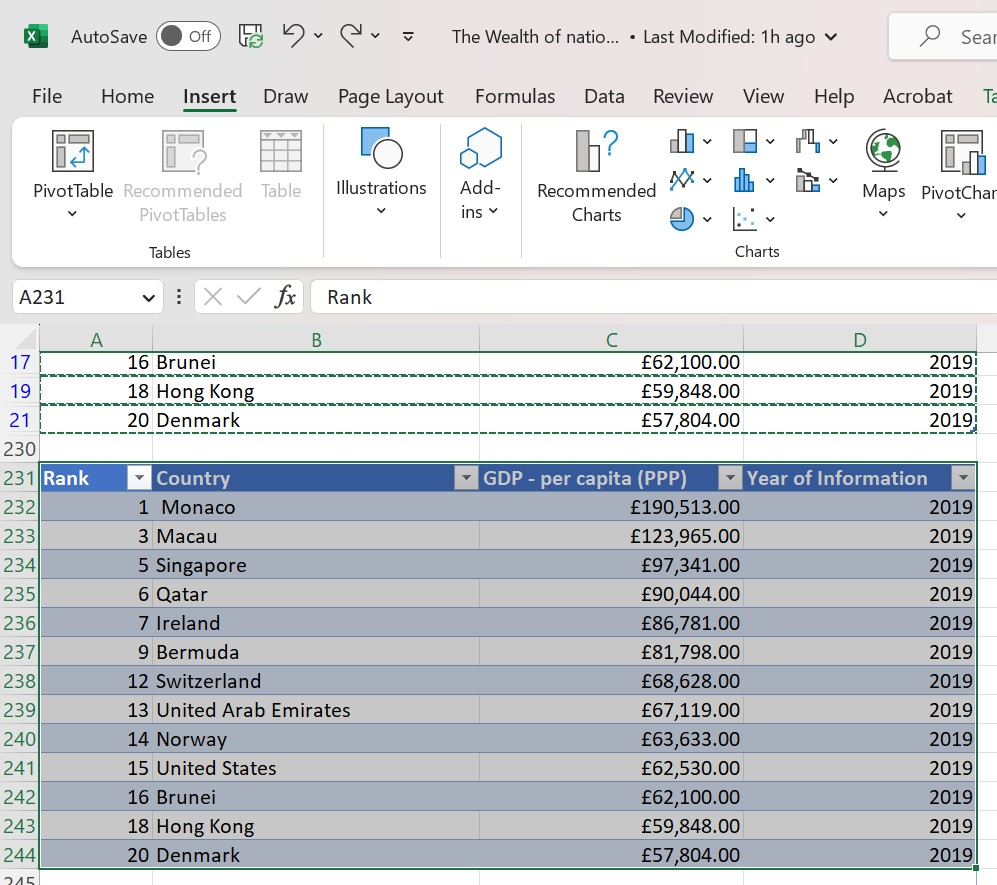 AutoSave Off The Wealth of natio... • Last Modified: 1h ago
File Home Insert Draw Page Layout Formulas Data Review View Help Acrobat
PivotTable Recommended PivotTables Table Illustrations Add-ins Recommended Charts Maps
Tables Charts
A231 fx Rank
A B C D
17 16 Brunei £62,100.00 2019
19 18 Hong Kong £59,848.00 2019
21 20 Denmark £57,804.00 2019
230
231 Rank Country GDP - per capita (PPP) Year of Information
232 1 Monaco £190,513.00 2019
233 3 Macau £123,965.00 2019
234 5 Singapore £97,341.00 2019
235 6 Qatar £90,044.00 2019
236 7 Ireland £86,781.00 2019
237 9 Bermuda £81,798.00 2019
238 12 Switzerland £68,628.00 2019
239 13 United Arab Emirates £67,119.00 2019
240 14 Norway £63,633.00 2019
241 15 United States £62,530.00 2019
242 16 Brunei £62,100.00 2019
243 18 Hong Kong £59,848.00 2019
244 20 Denmark £57,804.00 2019
245